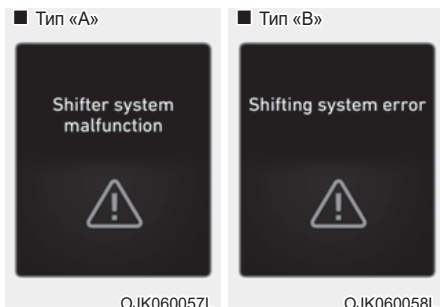 ■ Тип «A»
■ Тип «B»
Shifter system
malfunction
Shifting system error
OJK060057L
OJK060058L